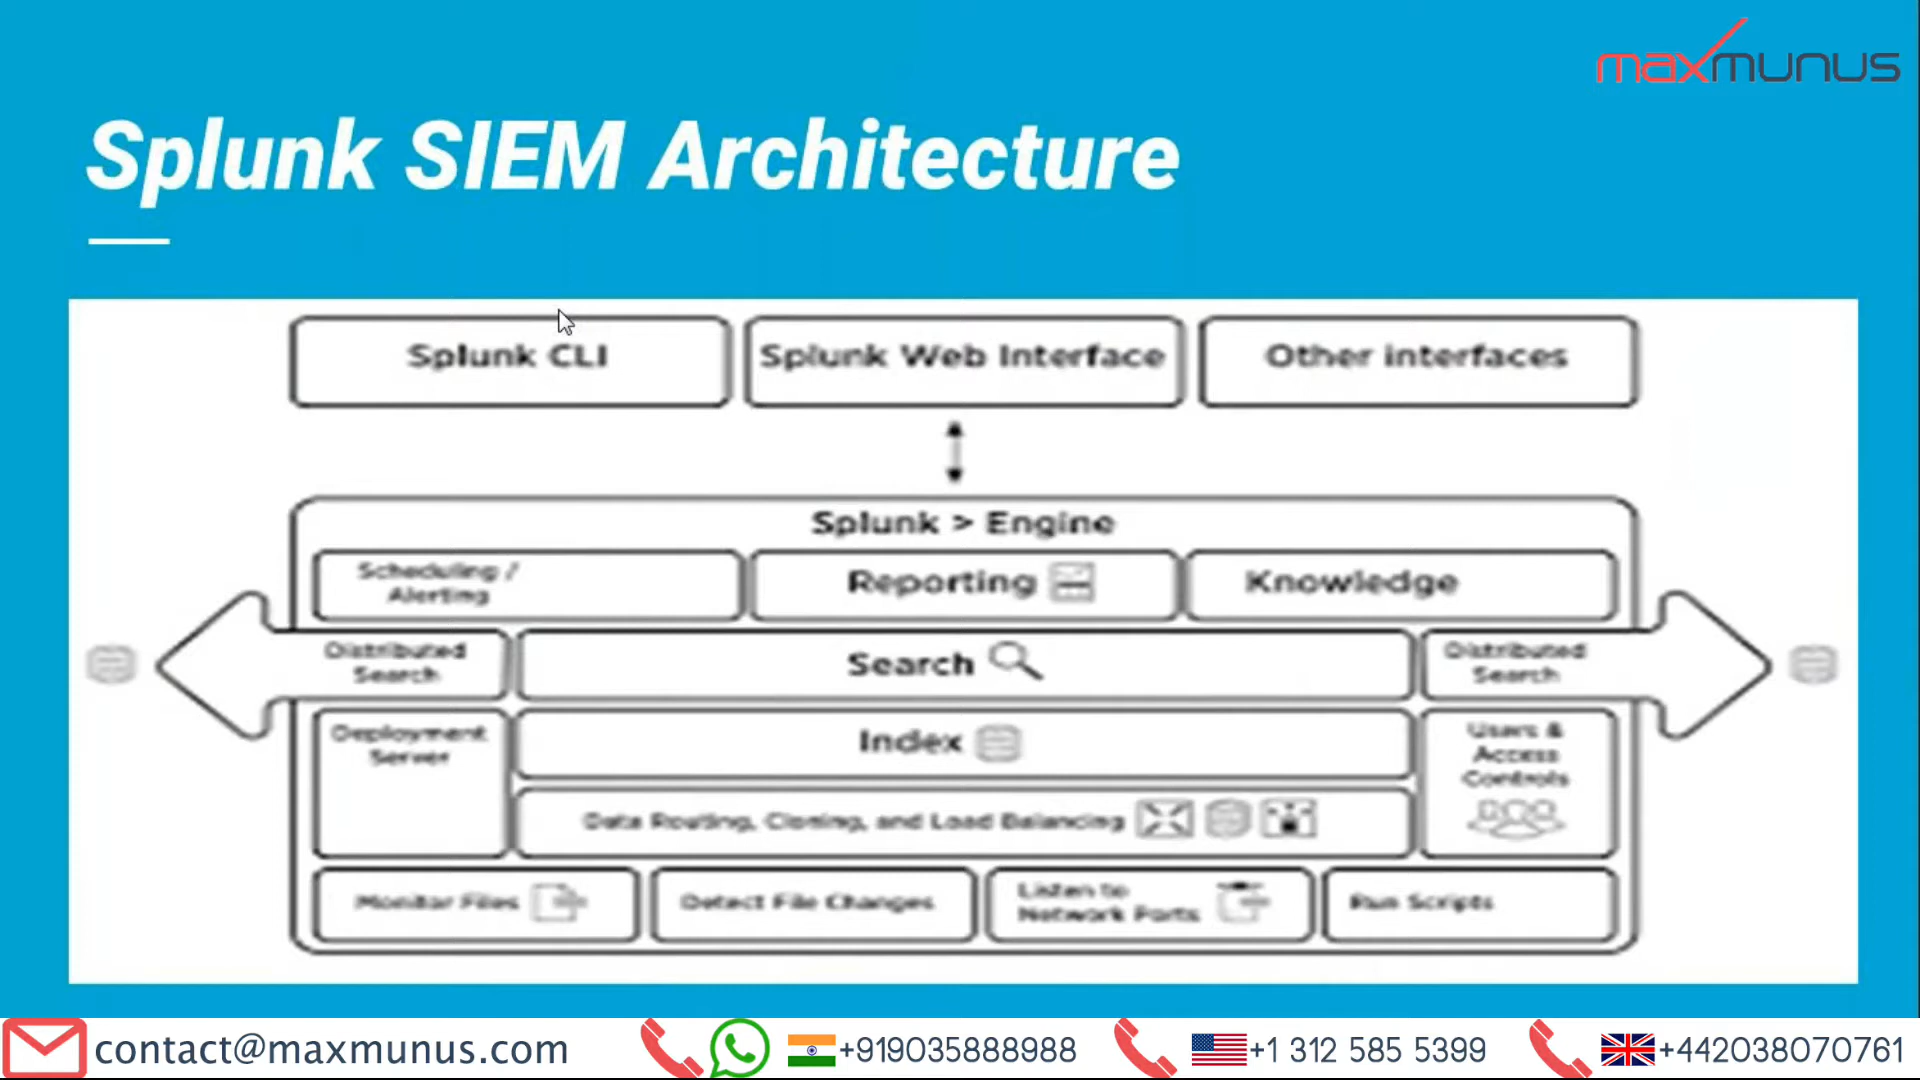 maxmunus
Splunk SIEM Architecture
Splunk CLI
Splunk Web Interface
Other interfaces
Splunk > Engine
Scheduling /
Alerting
Reporting
Knowledge
Distributed
Search
Search
Distributed
Search
Deployment
Server
Index
Users &
Access
Controls
Data Routing, Cloning, and Load Balancing
Monitor Files
Detect File Changes
Listen to
Network Ports
Run Scripts
contact@maxmunus.com
+919035888988
+1 312 585 5399
+442038070761